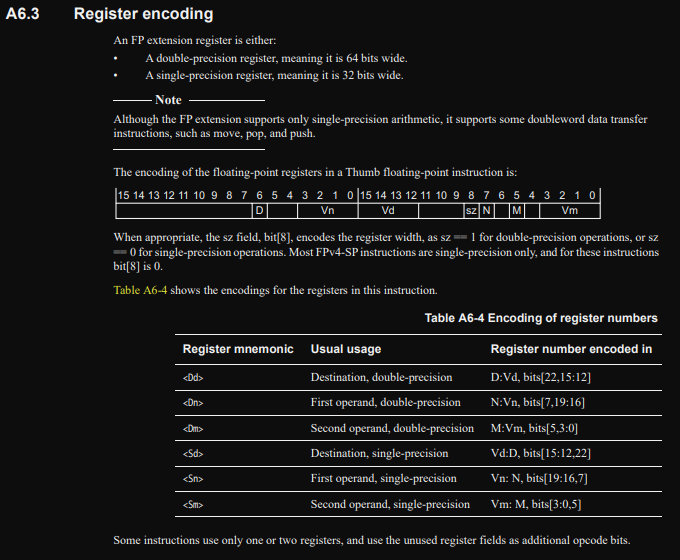 A6.3 Register encoding
An FP extension register is either:
• A double-precision register, meaning it is 64 bits wide.
• A single-precision register, meaning it is 32 bits wide.
Note
Although the FP extension supports only single-precision arithmetic, it supports some doubleword data transfer
instructions, such as move, pop, and push.
The encoding of the floating-point registers in a Thumb floating-point instruction is:
15 14 13 12 11 10 9 8 7 6 5 4 3 2 1 0 15 14 13 12 11 10 9 8 7 6 5 4 3 2 1 0
D Vn Vd sz N M Vm
When appropriate, the sz field, bit[8], encodes the register width, as sz == 1 for double-precision operations, or sz
== 0 for single-precision operations. Most FPv4-SP instructions are single-precision only, and for these instructions
bit[8] is 0.
Table A6-4 shows the encodings for the registers in this instruction.
Table A6-4 Encoding of register numbers
Register mnemonic Usual usage Register number encoded in
<Dd> Destination, double-precision D:Vd, bits[22,15:12]
<Dn> First operand, double-precision N:Vn, bits[7,19:16]
<Dm> Second operand, double-precision M:Vm, bits[5,3:0]
<Sd> Destination, single-precision Vd:D, bits[15:12,22]
<Sn> First operand, single-precision Vn: N, bits[19:16,7]
<Sm> Second operand, single-precision Vm: M, bits[3:0,5]
Some instructions use only one or two registers, and use the unused register fields as additional opcode bits.